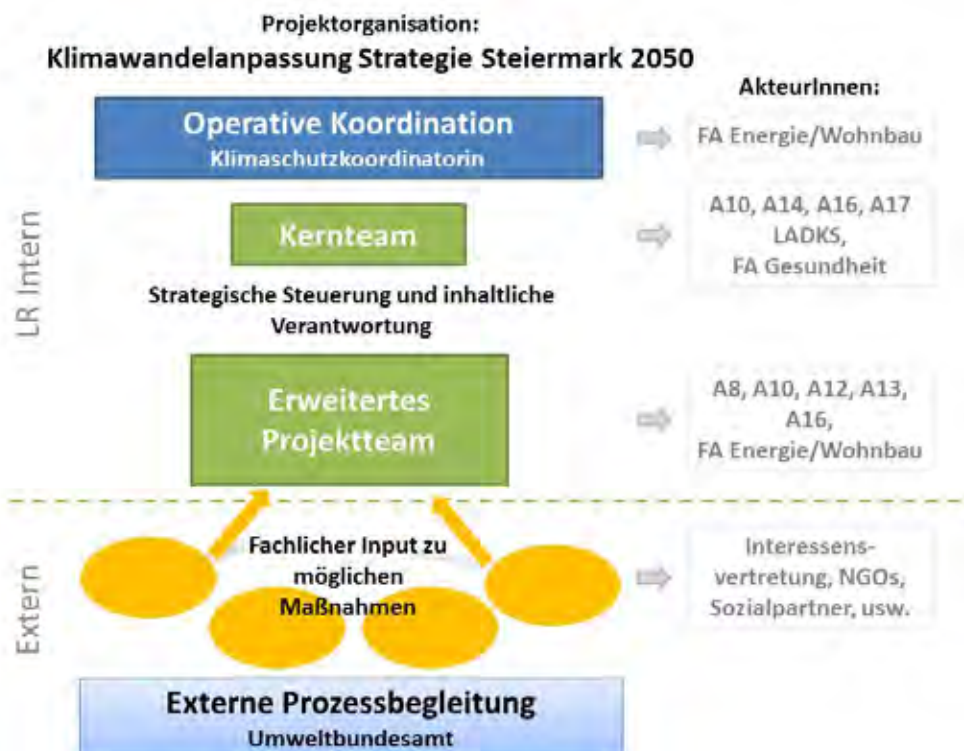 Projektorganisation:
Klimawandelanpassung Strategie Steiermark 2050
AkteurInnen:
LR Intern
Operative Koordination
Klimaschutzkoordinatorin
FA Energie/Wohnbau
Kernteam
A10, A14, A16, A17
LADKS,
FA Gesundheit
Strategische Steuerung und inhaltliche
Verantwortung
Erweitertes
Projektteam
A8, A10, A12, A13,
A16,
FA Energie/Wohnbau
Extern
Fachlicher Input zu
möglichen
Maßnahmen
Interessens-
vertretung, NGOs,
Sozialpartner, usw.
Externe Prozessbegleitung
Umweltbundesamt